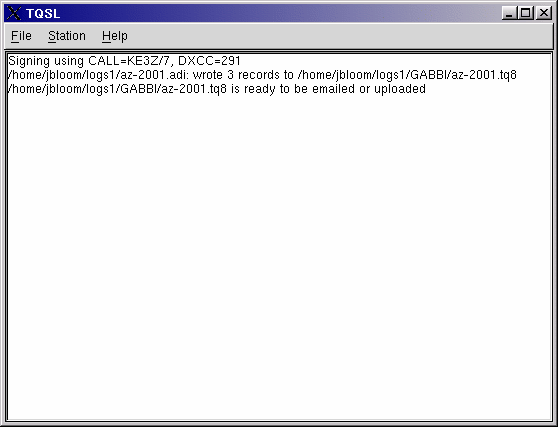 TQSL
File Station Help
Signing using CALL=KE3Z/7, DXCC=291
/home/jbloom/logs1/az-2001.adi: wrote 3 records to /home/jbloom/logs1/GABBI/az-2001.tq8
/home/jbloom/logs1/GABBI/az-2001.tq8 is ready to be emailed or uploaded